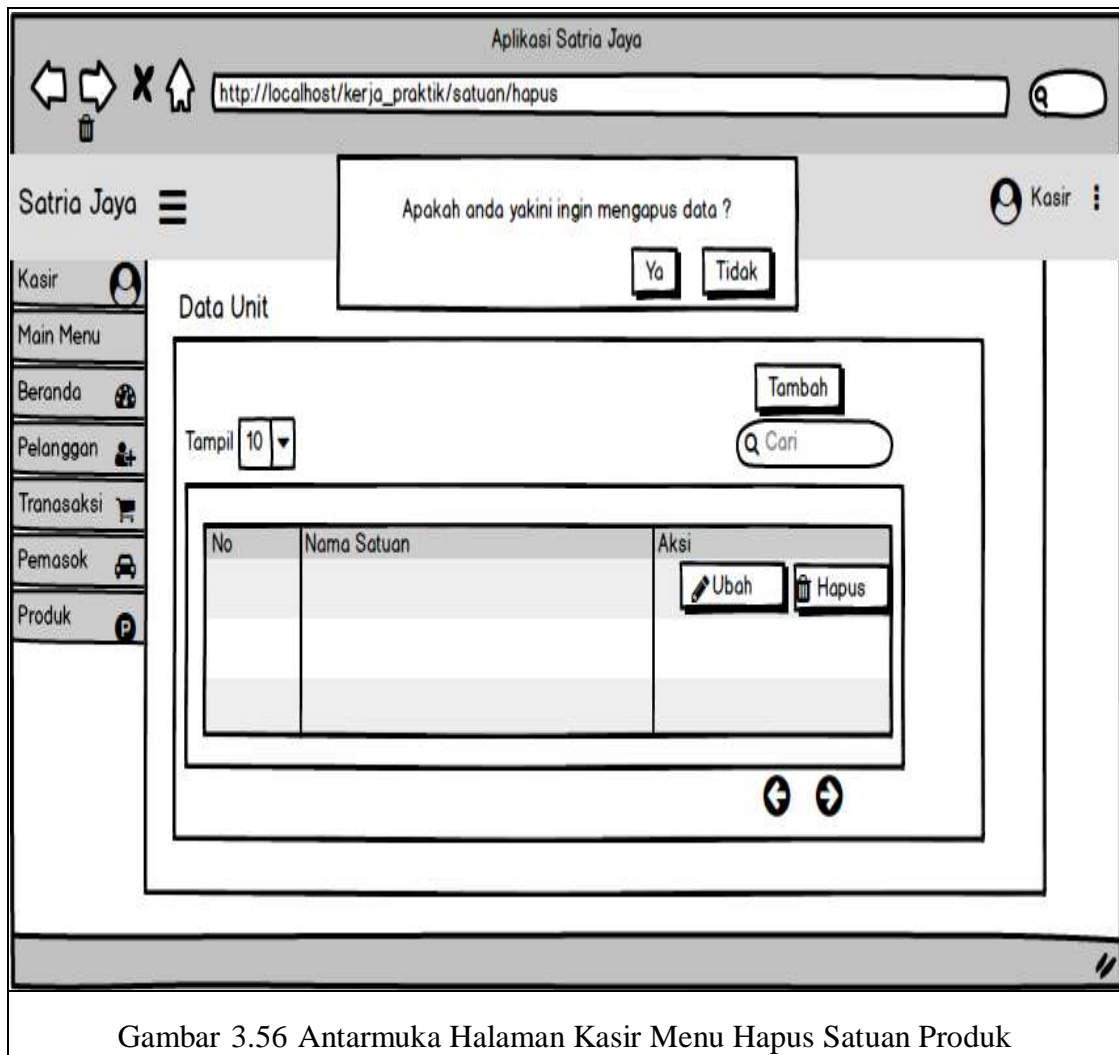 Aplikasi Satria Jaya
http://localhost/kerja_praktik/satuan/hapus
Satria Jaya
Apakah anda yakini ingin mengapus data ?
Ya Tidak
Kasir
Kasir
Main Menu
Beranda
Pelanggan
Tranasaksi
Pemasok
Produk
P
Data Unit
Tambah
Tampil 10
Cari
No Nama Satuan Aksi
Ubah Hapus
Gambar 3.56 Antarmuka Halaman Kasir Menu Hapus Satuan Produk